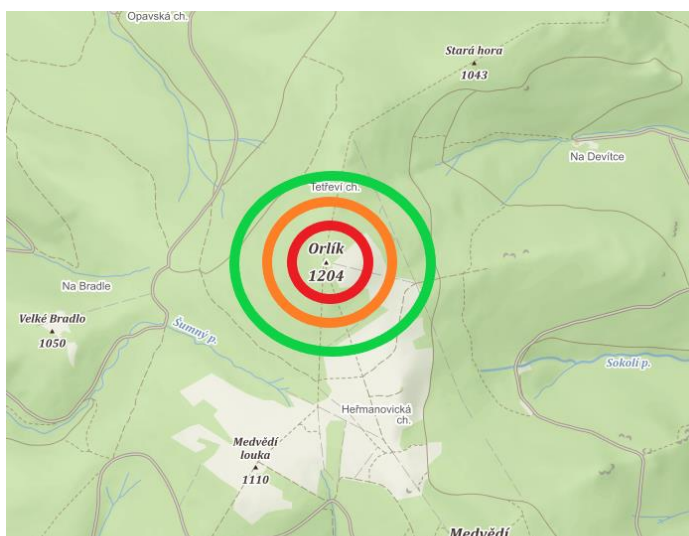 Opavská ch.
Stará hora
1043
Na Devítce
Tetřeví ch.
Orlík
1204
Na Bradle
Velké Bradlo
1050
Šumný p.
Sokolí p.
Heřmanovická
ch.
Medvědí
louka
1110
Medvědí